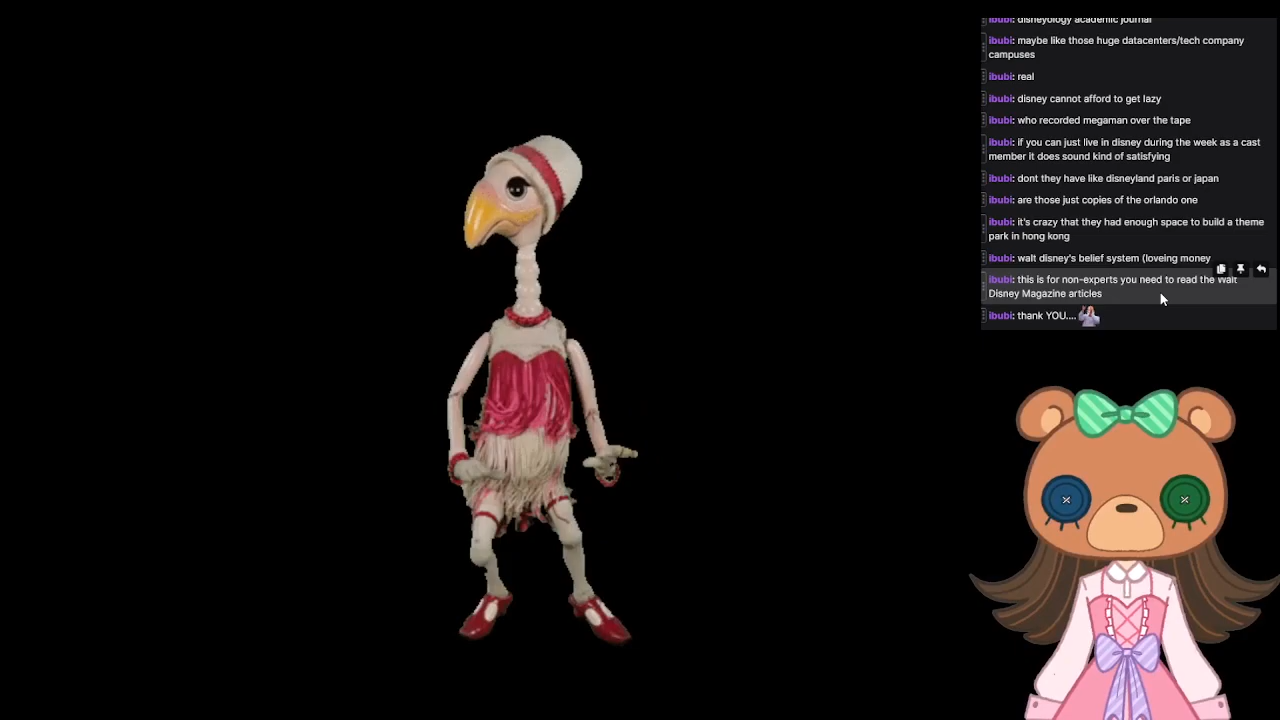 ibubi: disneyology academic journal
ibubi: maybe like those huge datacenters/tech company
campuses
ibubi: real
ibubi: disney cannot afford to get lazy
ibubi: who recorded megaman over the tape
ibubi: if you can just live in disney during the week as a cast
member it does sound kind of satisfying
ibubi: dont they have like disneyland paris or japan
ibubi: are those just copies of the orlando one
ibubi: it's crazy that they had enough space to build a theme
park in hong kong
ibubi: walt disney's belief system (loveing money
ibubi: this is for non-experts you need to read the Walt
Disney Magazine articles
ibubi: thank YOU....